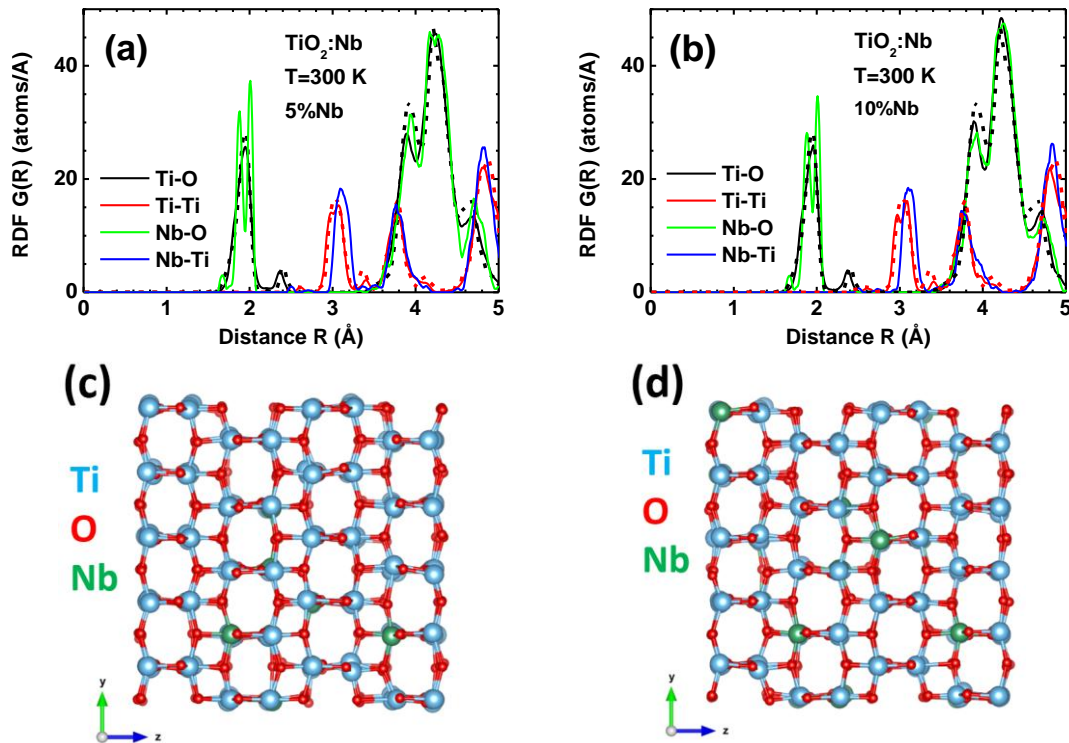 (a)
TiO2:Nb
T=300 K
5%Nb
RDF G(R) (atoms/A)
40
20
0
Ti-O
Ti-Ti
Nb-O
Nb-Ti
0 1 2 3 4 5
Distance R (Å)
(b)
TiO2:Nb
T=300 K
10%Nb
RDF G(R) (atoms/A)
40
20
0
Ti-O
Ti-Ti
Nb-O
Nb-Ti
0 1 2 3 4 5
Distance R (Å)
(c)
Ti
O
Nb
y
z
(d)
Ti
O
Nb
y
z